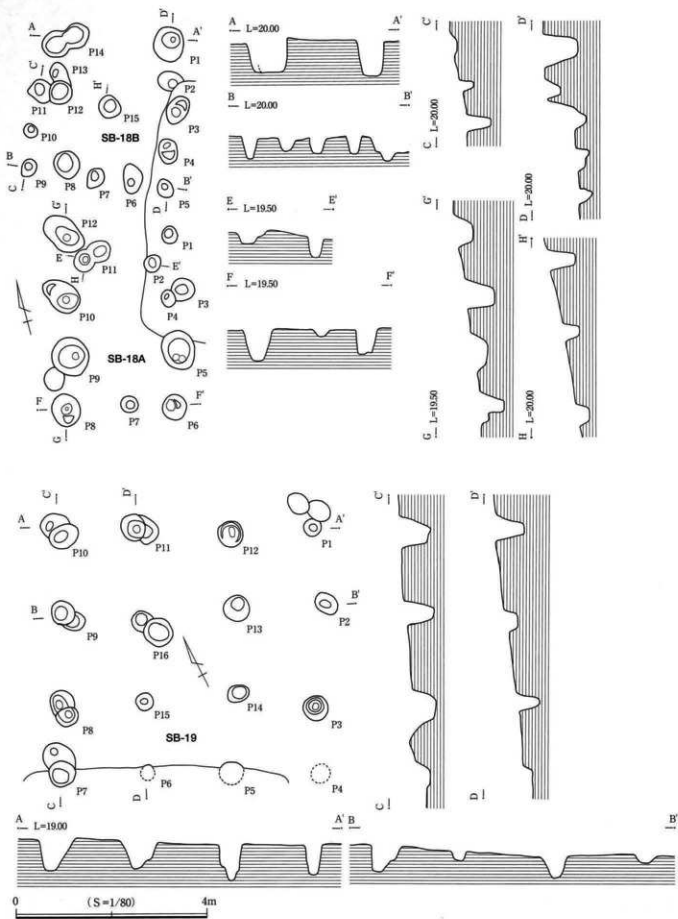 A
P14
D'
A'
P1
A
L=20.00
A'
C'
D'
C'
P13
P11
P12
H'
P15
P2
P3
B
L=20.00
B'
L=20.00
C
P10
SB-18B
P4
B
P9
C
P8
P7
P6
B'
P5
D
E
L=19.50
E'
G'
L=20.00
D
H'
G
P12
E
P11
H
P1
E'
P2
P10
P3
P4
F
L=19.50
F'
SB-18A
P9
P5
F
P8
G
P7
F'
P6
L=19.50
G
L=20.00
H
C'
D'
A
P10
P11
P12
A'
P1
C'
D'
B
P9
P16
P13
B'
P2
P8
P15
P14
P3
SB-19
P7
C
P6
D
P5
P4
C
D
A
L=19.00
A'
B
B'
0
(S=1/80)
4m